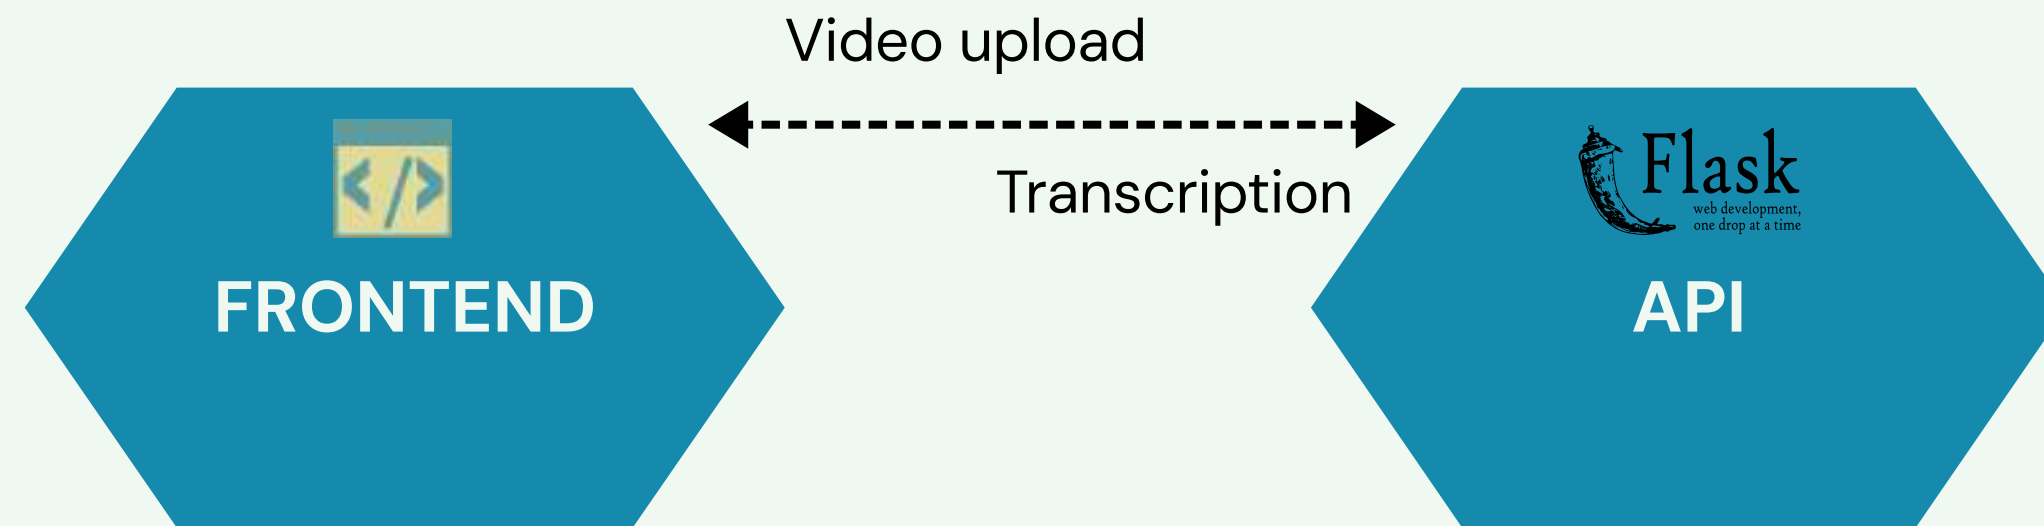 Video upload
Transcription
</>
FRONTEND
Flask
web development,
one drop at a time
API